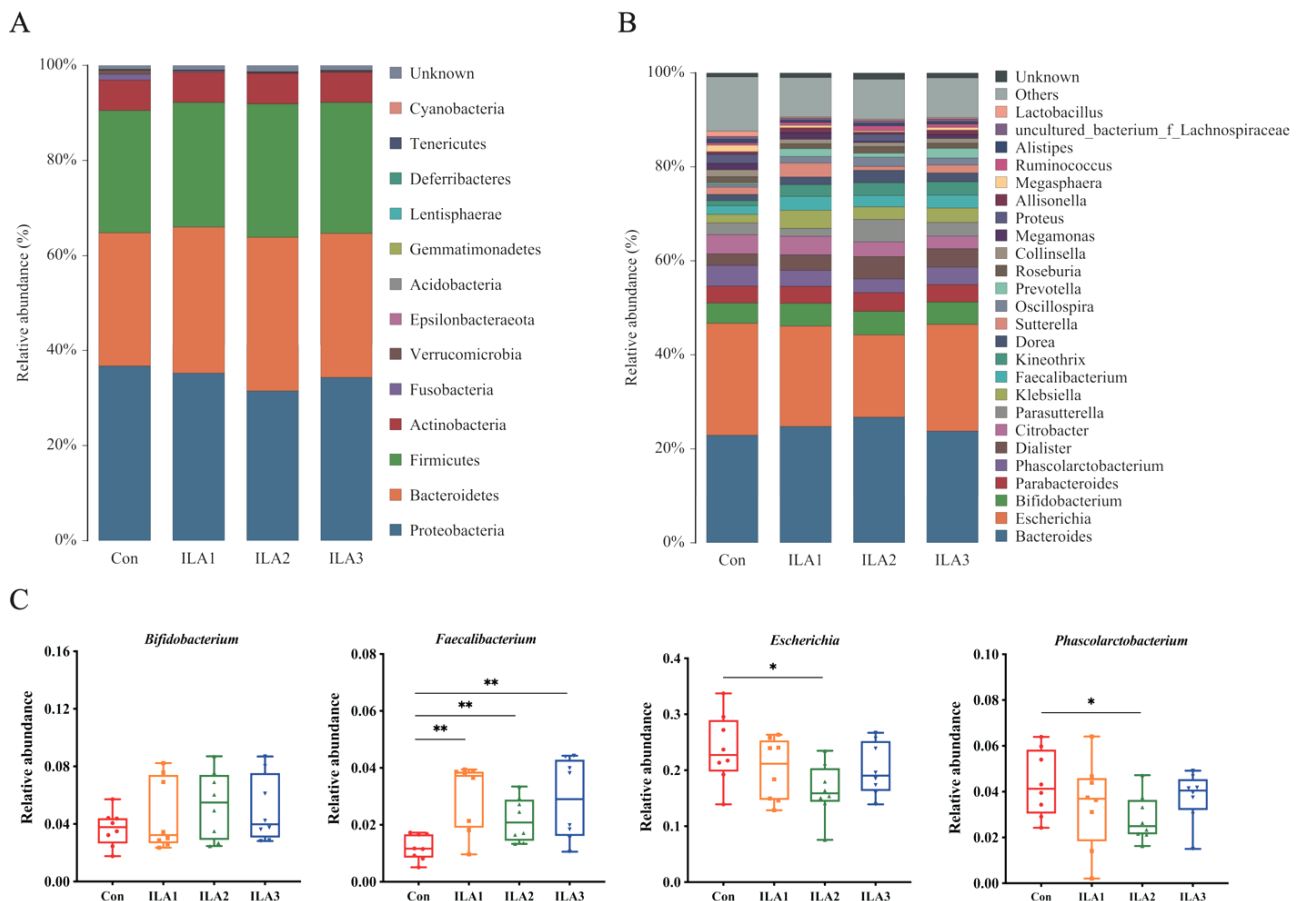 A
100%
80%
60%
40%
20%
0%
Relative abundance (%)
Con
ILA1
ILA2
ILA3
Unknown
Cyanobacteria
Tenericutes
Deferribacteres
Lentisphaerae
Gemmatimonadetes
Acidobacteria
Epsilonbacteraeota
Verrucomicrobia
Fusobacteria
Actinobacteria
Firmicutes
Bacteroidetes
Proteobacteria
B
100%
80%
60%
40%
20%
0%
Relative abundance (%)
Con
ILA1
ILA2
ILA3
Unknown
Others
Lactobacillus
uncultured_bacterium_f_Lachnospiraceae
Alistipes
Ruminococcus
Megasphaera
Allisonella
Proteus
Megamonas
Collinsella
Roseburia
Prevotella
Oscillospira
Sutterella
Dorea
Kineothrix
Faecalibacterium
Klebsiella
Parasutterella
Citrobacter
Dialister
Phascolarctobacterium
Parabacteroides
Bifidobacterium
Escherichia
Bacteroides
C
Bifidobacterium
0.16
0.12
0.08
0.04
0.00
Relative abundance
Con
ILA1
ILA2
ILA3
Faecalibacterium
0.08
0.06
0.04
0.02
0.00
Relative abundance
**
**
**
Con
ILA1
ILA2
ILA3
Escherichia
0.4
0.3
0.2
0.1
0.0
Relative abundance
*
Con
ILA1
ILA2
ILA3
Phascolarctobacterium
0.10
0.08
0.06
0.04
0.02
0.00
Relative abundance
*
Con
ILA1
ILA2
ILA3